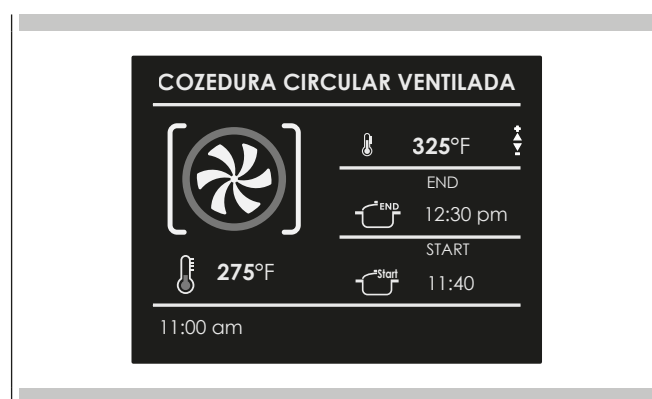 COZEDURA CIRCULAR VENTILADA
325°F
END
END
12:30 pm
START
Start
11:40
275°F
11:00 am